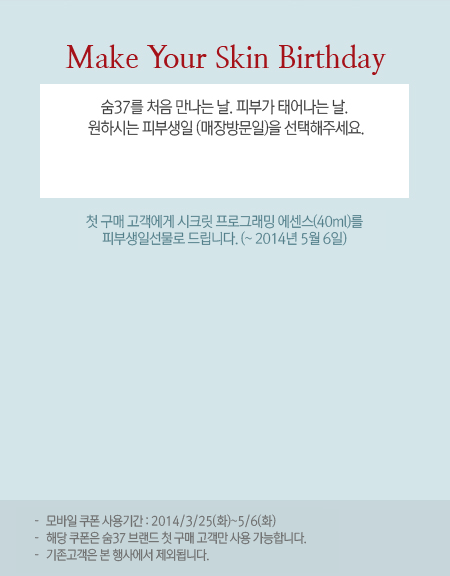 Make Your Skin Birthday
숨37를 처음 만나는 날. 피부가 태어나는 날.
원하시는 피부생일 (매장방문일)을 선택해주세요.
첫 구매 고객에게 시크릿 프로그래밍 에센스(40ml)를
피부생일선물로 드립니다. (~ 2014년 5월 6일)
- 모바일 쿠폰 사용기간 : 2014/3/25(화)~5/6(화)
- 해당 쿠폰은 숨37 브랜드 첫 구매 고객만 사용 가능합니다.
- 기존고객은 본 행사에서 제외됩니다.